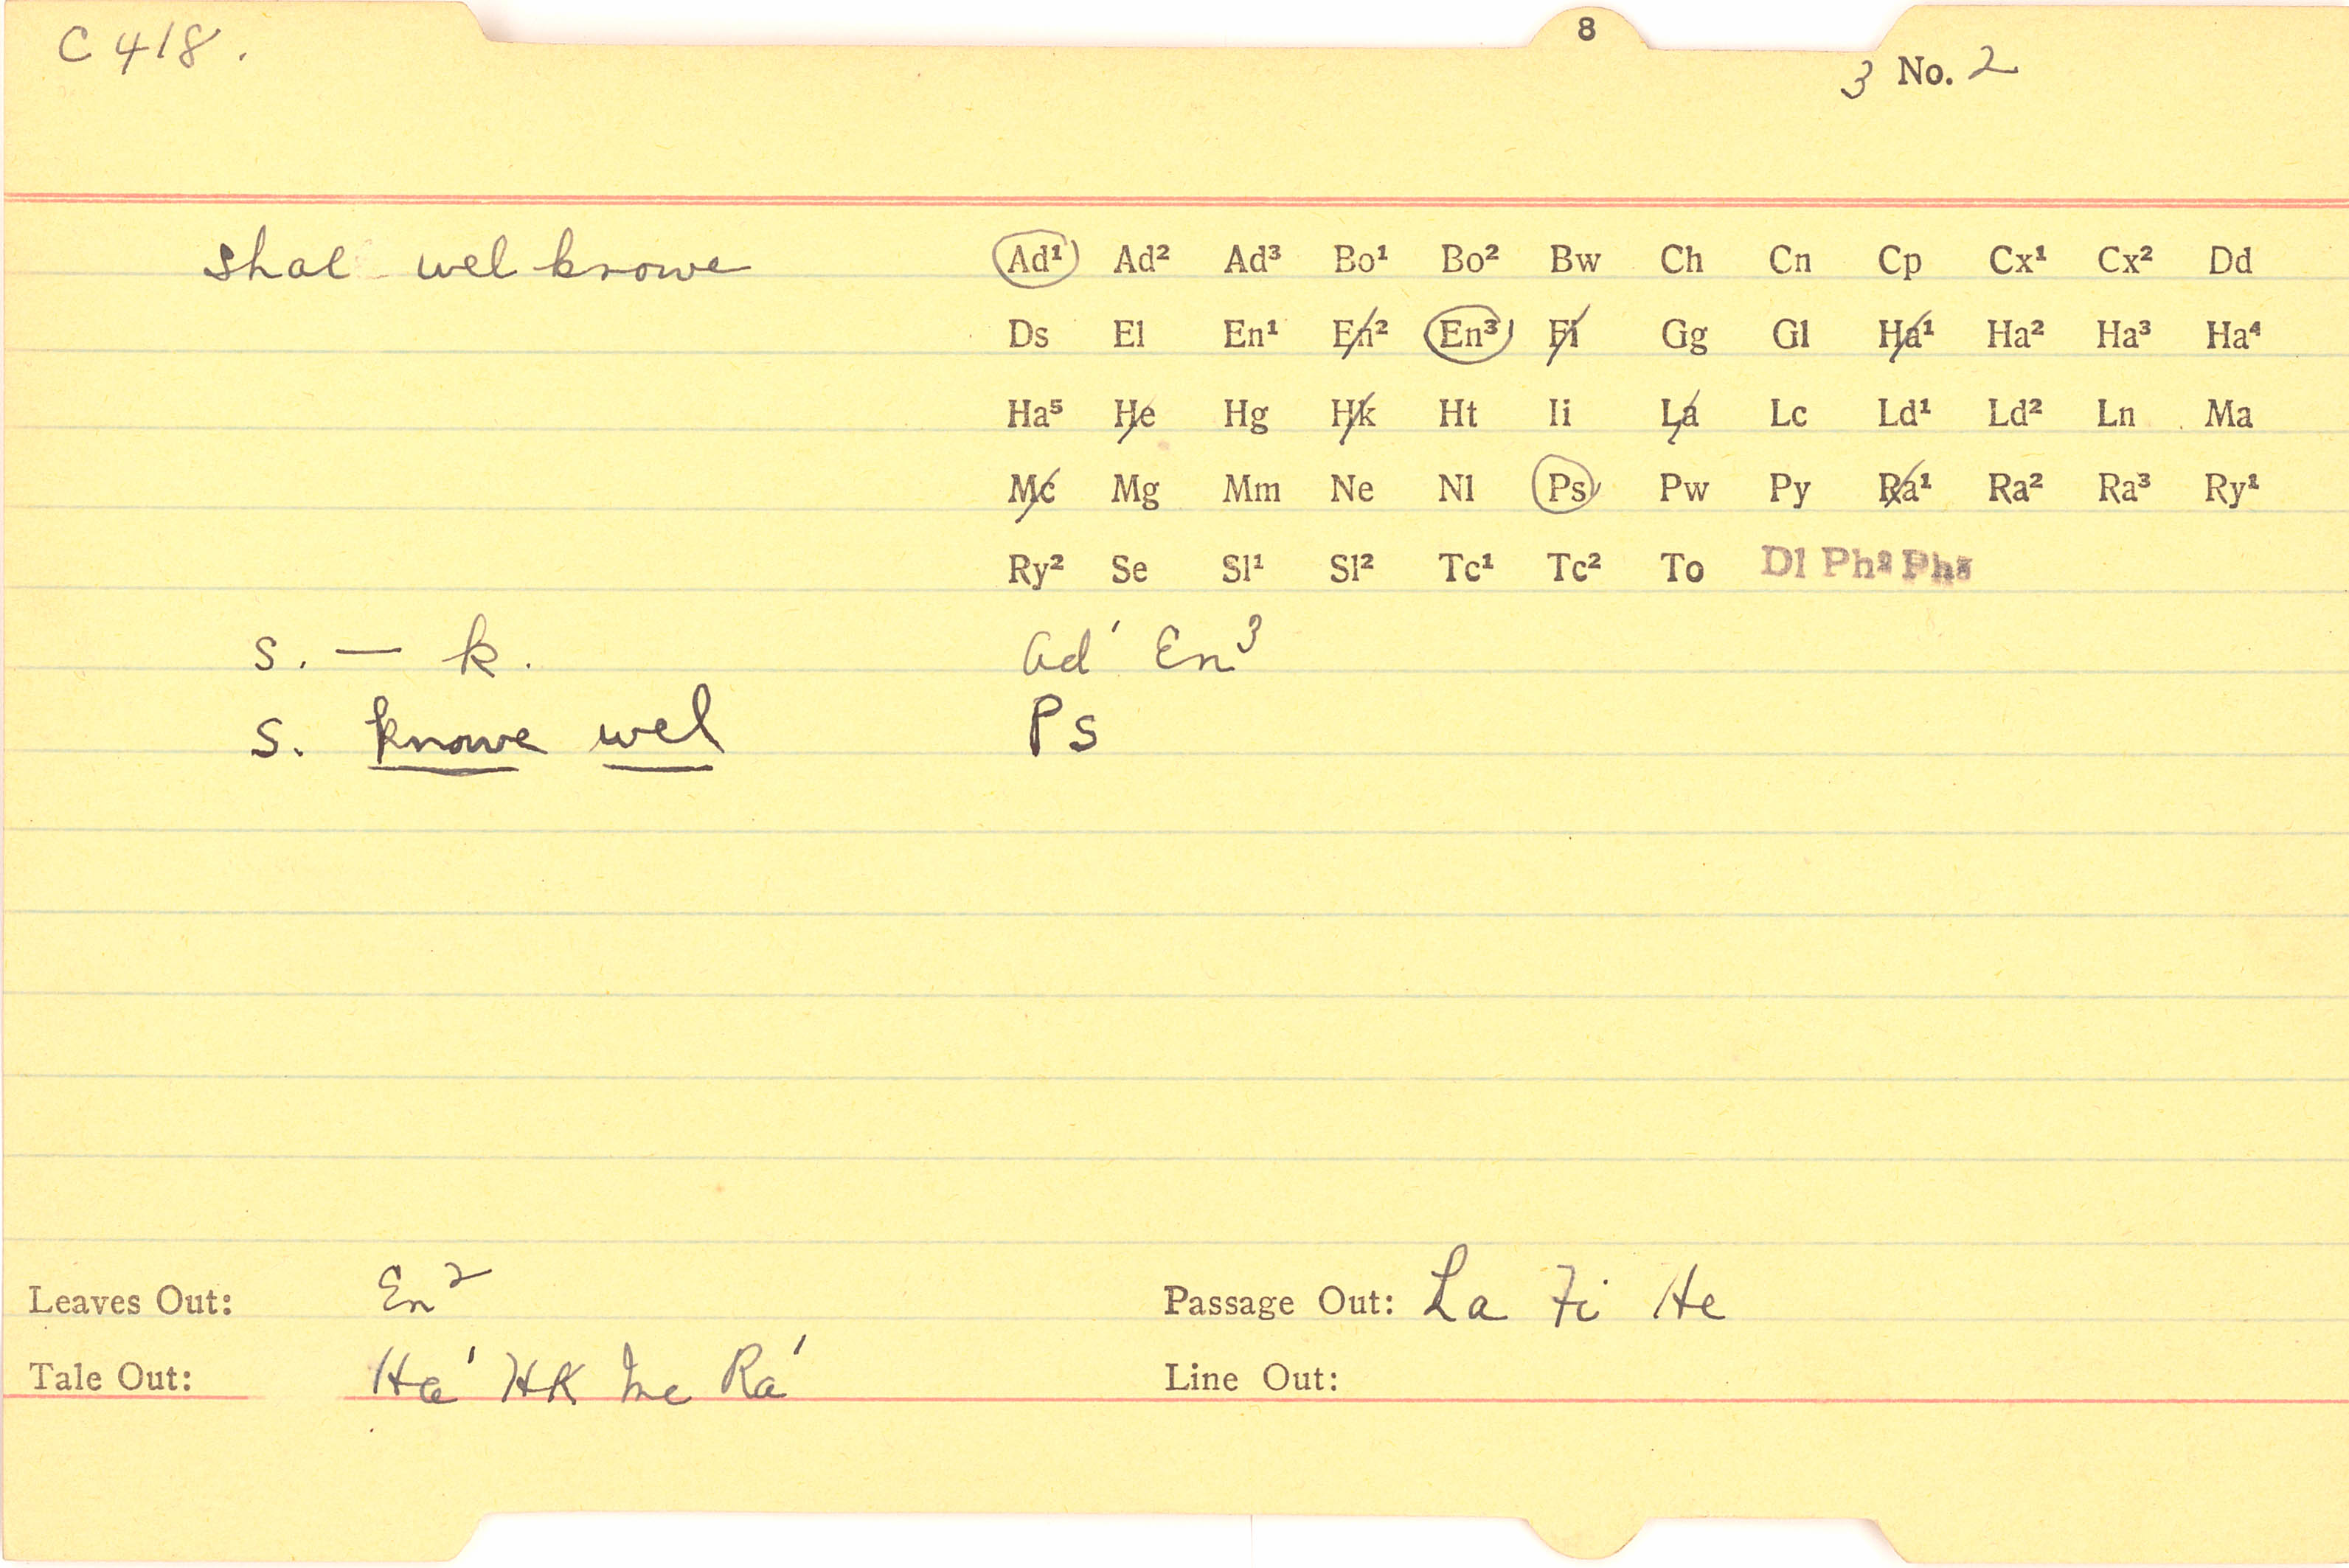 C 418.
8
3 No. 2
shal wel knowe
Ad¹ Ad² Ad³ Bo¹ Bo² Bw Ch Cn Cp Cx¹ Cx² Dd
Ds El En¹ En² En³ Fi Gg Gl Ha¹ Ha² Ha³ Ha⁴
Ha⁵ He Hg Hk Ht Ii La Lc Ld¹ Ld² Ln Ma
Mc Mg Mm Ne Nl Ps Pw Py Ra¹ Ra² Ra³ Ry¹
Ry² Se Sl¹ Sl² Tc¹ Tc² To Dl Ph² Ph³
s. — k. Ad¹ En³
s. knowe wel Ps
Leaves Out: En² Passage Out: La Fi He
Tale Out: Ha¹ Hk Mc Ra¹ Line Out: